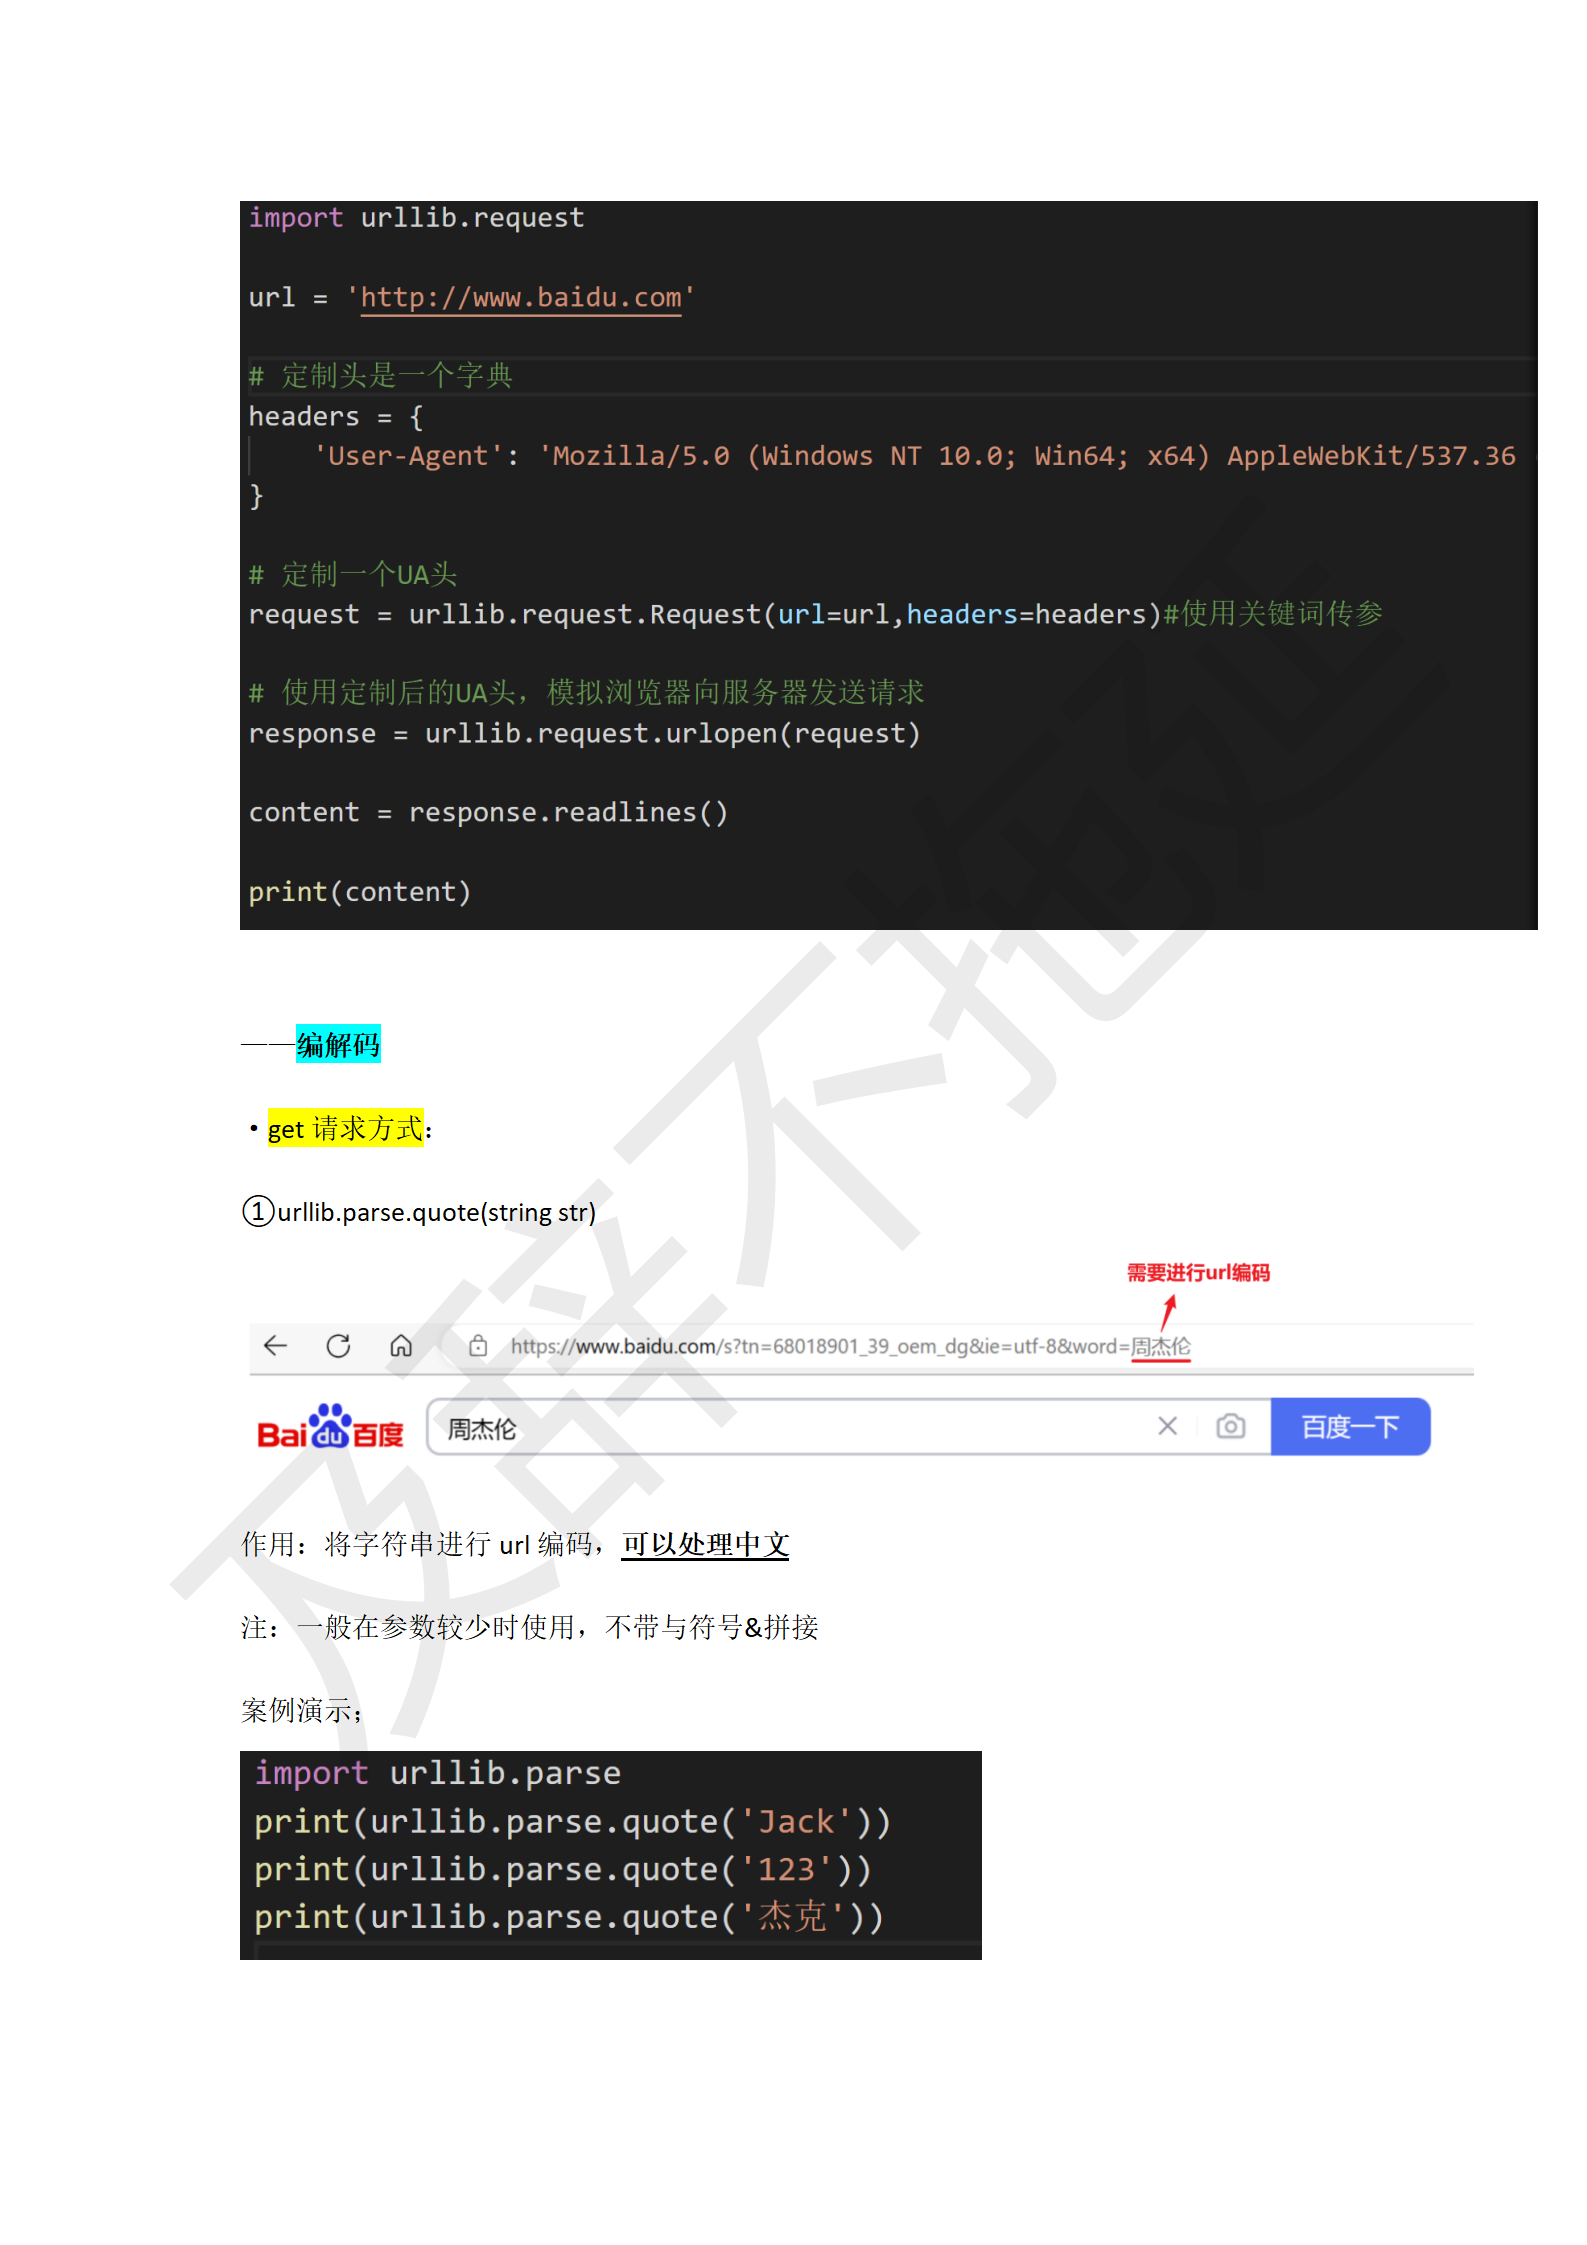 import urllib.request
url = 'http://www.baidu.com'
# 定制头是一个字典
headers = {
'User-Agent': 'Mozilla/5.0 (Windows NT 10.0; Win64; x64) AppleWebKit/537.36
}
# 定制一个UA头
request = urllib.request.Request(url=url,headers=headers)#使用关键词传参
# 使用定制后的UA头，模拟浏览器向服务器发送请求
response = urllib.request.urlopen(request)
content = response.readlines()
print(content)
——编解码
•get 请求方式：
①urllib.parse.quote(string str)
需要进行url编码
https://www.baidu.com/s?tn=68018901_39_oem_dg&ie=utf-8&word=周杰伦
Bai du 百度 周杰伦 百度一下
作用：将字符串进行 url 编码，可以处理中文
注：一般在参数较少时使用，不带与符号&拼接
案例演示；
import urllib.parse
print(urllib.parse.quote('Jack'))
print(urllib.parse.quote('123'))
print(urllib.parse.quote('杰克'))
及辞不拖延